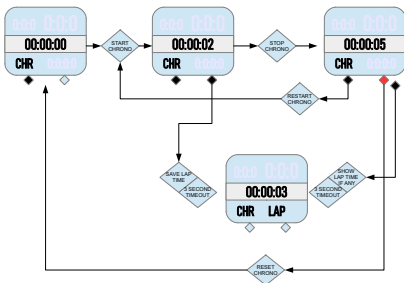 00:00:00
CHR
START
CHRONO
00:00:02
CHR
STOP
CHRONO
00:00:05
CHR
RESTART
CHRONO
SAVE LAP
TIME
3 SECOND
TIMEOUT
00:00:03
CHR LAP
SHOW
LAP TIME
IF ANY
3 SECOND
TIMEOUT
RESET
CHRONO